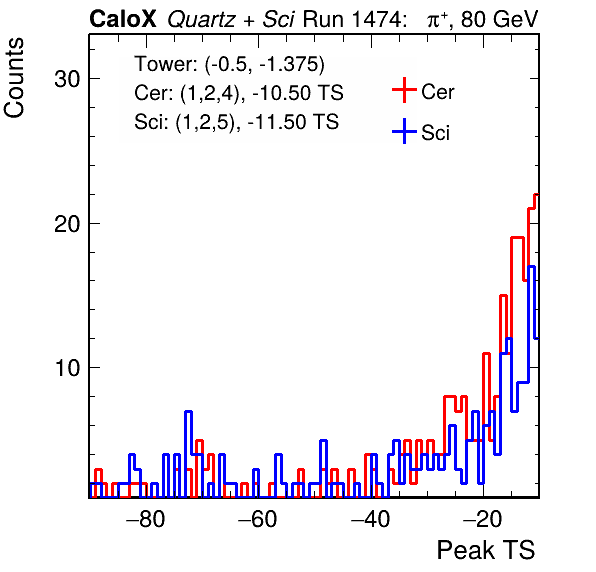 CaloX Quartz + Sci Run 1474: π⁺, 80 GeV
Counts
Tower: (-0.5, -1.375)
Cer: (1,2,4), -10.50 TS
Sci: (1,2,5), -11.50 TS
Cer
Sci
30
20
10
−80 −60 −40 −20
Peak TS